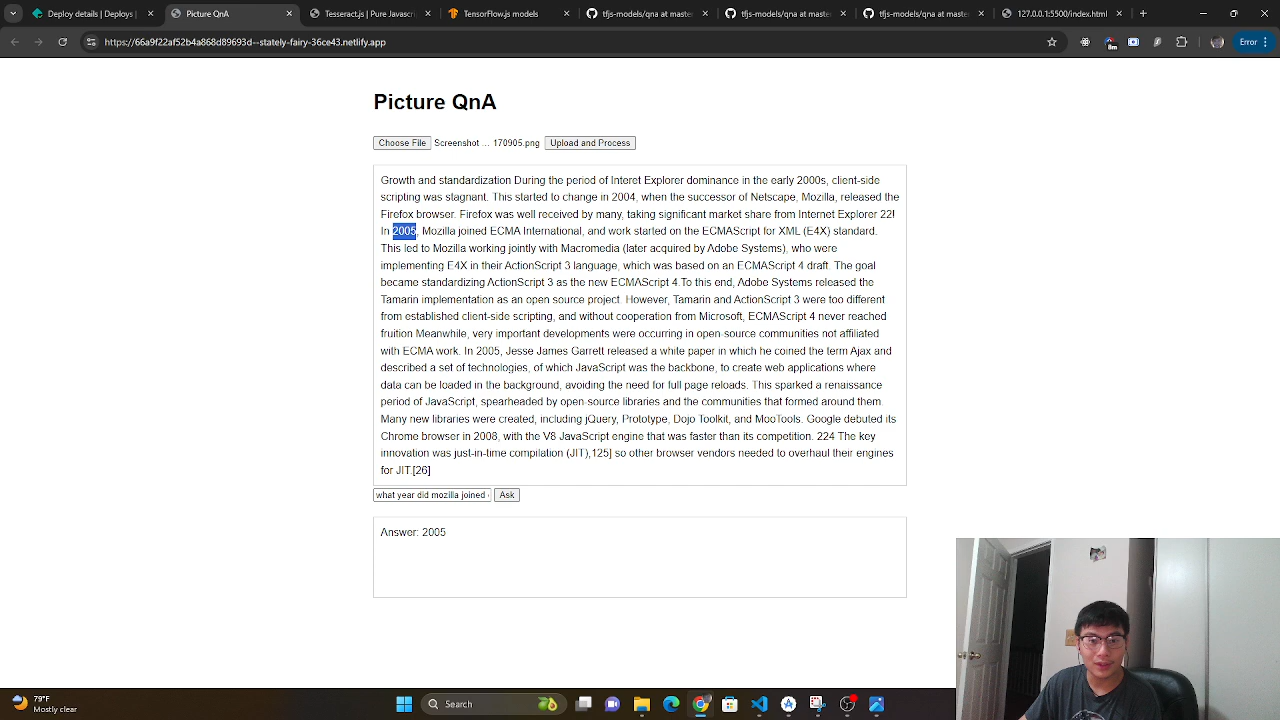 Deploy details | Deploys |
Picture QnA
Tesseract.js | Pure Javascri
TensorFlow.js models
tfjs-models/qna at master
tfjs-models/qna at master
tfjs-models/qna at master
127.0.0.1:5500/index.html
https://66a9f22af52b4a868d89693d--stately-fairy-36ce43.netlify.app
Error
Picture QnA
Choose File Screenshot ... 170905.png Upload and Process
Growth and standardization During the period of Interet Explorer dominance in the early 2000s, client-side
scripting was stagnant. This started to change in 2004, when the successor of Netscape, Mozilla, released the
Firefox browser. Firefox was well received by many, taking significant market share from Internet Explorer 22!
In 2005, Mozilla joined ECMA International, and work started on the ECMAScript for XML (E4X) standard.
This led to Mozilla working jointly with Macromedia (later acquired by Adobe Systems), who were
implementing E4X in their ActionScript 3 language, which was based on an ECMAScript 4 draft. The goal
became standardizing ActionScript 3 as the new ECMAScript 4.To this end, Adobe Systems released the
Tamarin implementation as an open source project. However, Tamarin and ActionScript 3 were too different
from established client-side scripting, and without cooperation from Microsoft, ECMAScript 4 never reached
fruition Meanwhile, very important developments were occurring in open-source communities not affiliated
with ECMA work. In 2005, Jesse James Garrett released a white paper in which he coined the term Ajax and
described a set of technologies, of which JavaScript was the backbone, to create web applications where
data can be loaded in the background, avoiding the need for full page reloads. This sparked a renaissance
period of JavaScript, spearheaded by open-source libraries and the communities that formed around them.
Many new libraries were created, including jQuery, Prototype, Dojo Toolkit, and MooTools. Google debuted its
Chrome browser in 2008, with the V8 JavaScript engine that was faster than its competition. 224 The key
innovation was just-in-time compilation (JIT),125] so other browser vendors needed to overhaul their engines
for JIT.[26]
what year did mozilla joined Ask
Answer: 2005
79°F
Mostly clear
Search